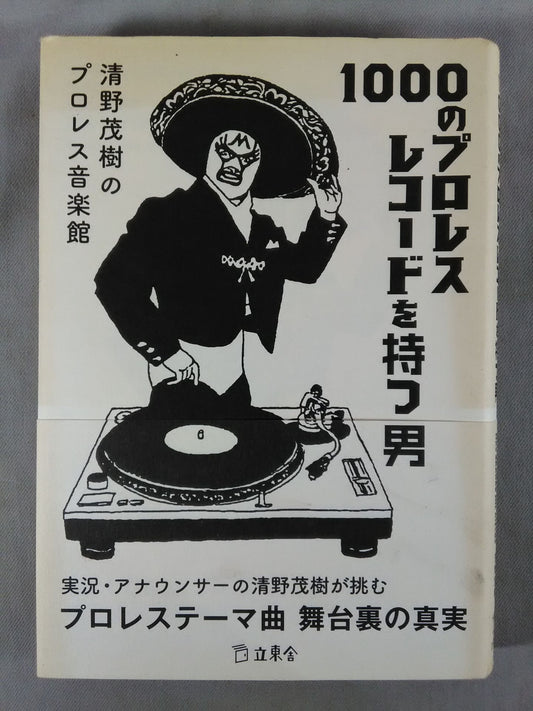 1000のプロレス
レコードを持つ男
清野茂樹の
プロレス音楽館
実況・アナウンサーの清野茂樹が挑む
プロレステーマ曲 舞台裏の真実
立東舎